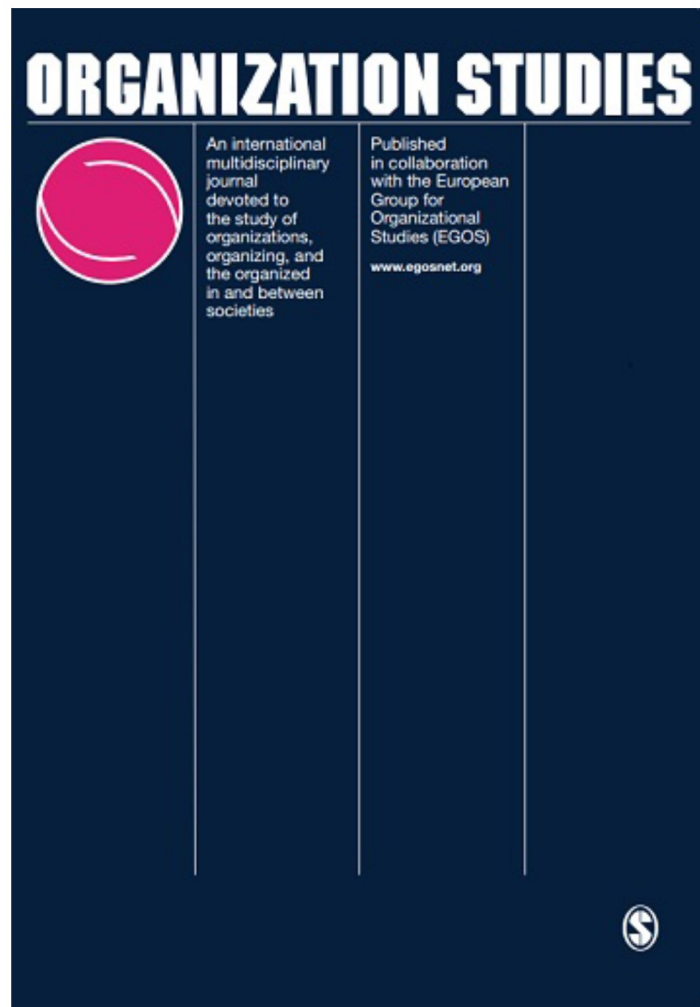 ORGANIZATION STUDIES
An international
multidisciplinary
journal
devoted to
the study of
organizations,
organizing, and
the organized
in and between
societies
Published
in collaboration
with the European
Group for
Organizational
Studies (EGOS)
www.egosnet.org
S